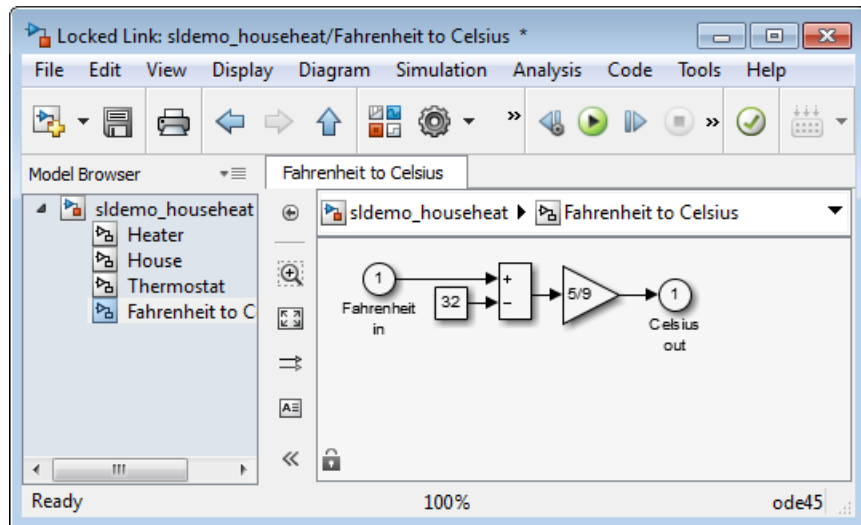 Locked Link: sldemo_househeat/Fahrenheit to Celsius *
File Edit View Display Diagram Simulation Analysis Code Tools Help
»
»
Model Browser
Fahrenheit to Celsius
sldemo_househeat
Heater
House
Thermostat
Fahrenheit to C
sldemo_househeat Fahrenheit to Celsius
1
Fahrenheit
in
32
+
−
5/9
1
Celsius
out
A
Ready 100% ode45